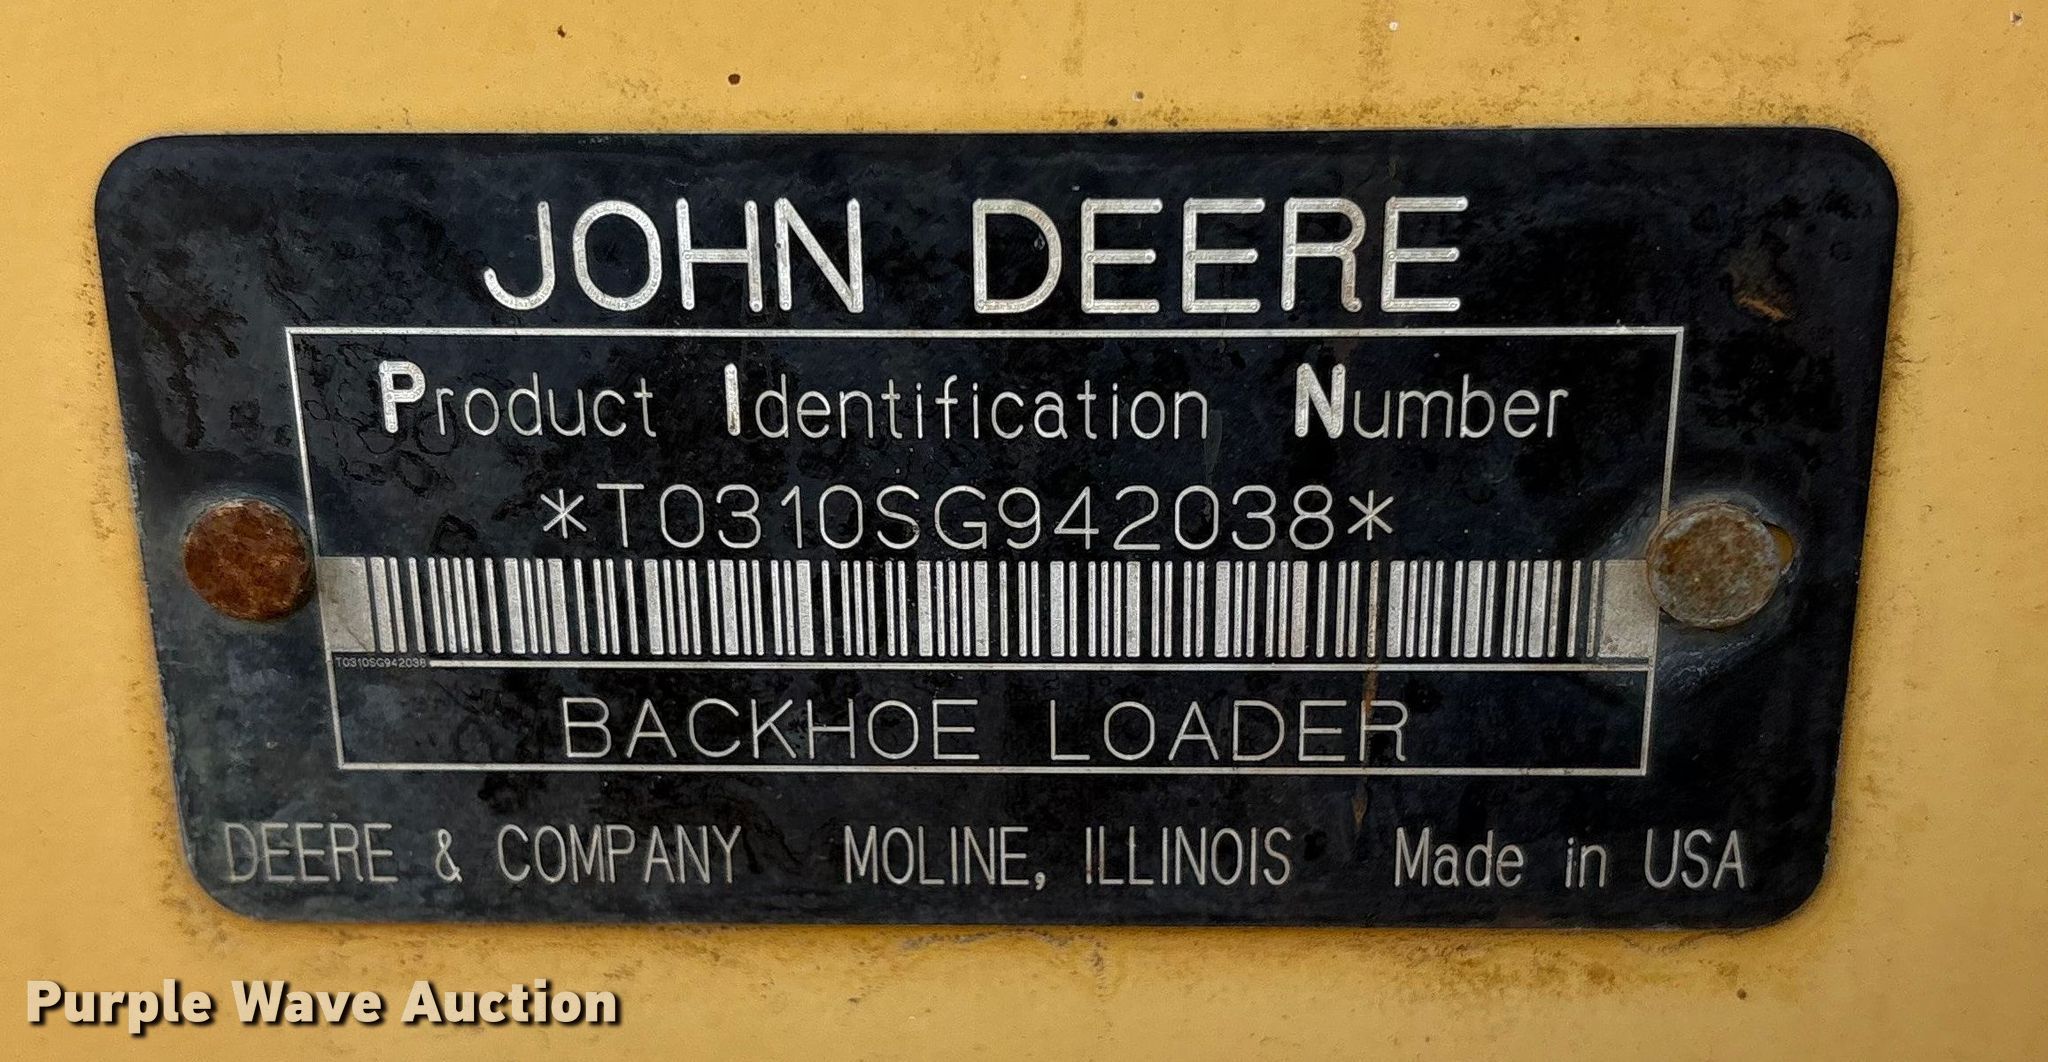 JOHN DEERE
Product Identification Number
*T0310SG942038*
T0310SG942038
BACKHOE LOADER
DEERE & COMPANY MOLINE, ILLINOIS Made in USA
Purple Wave Auction